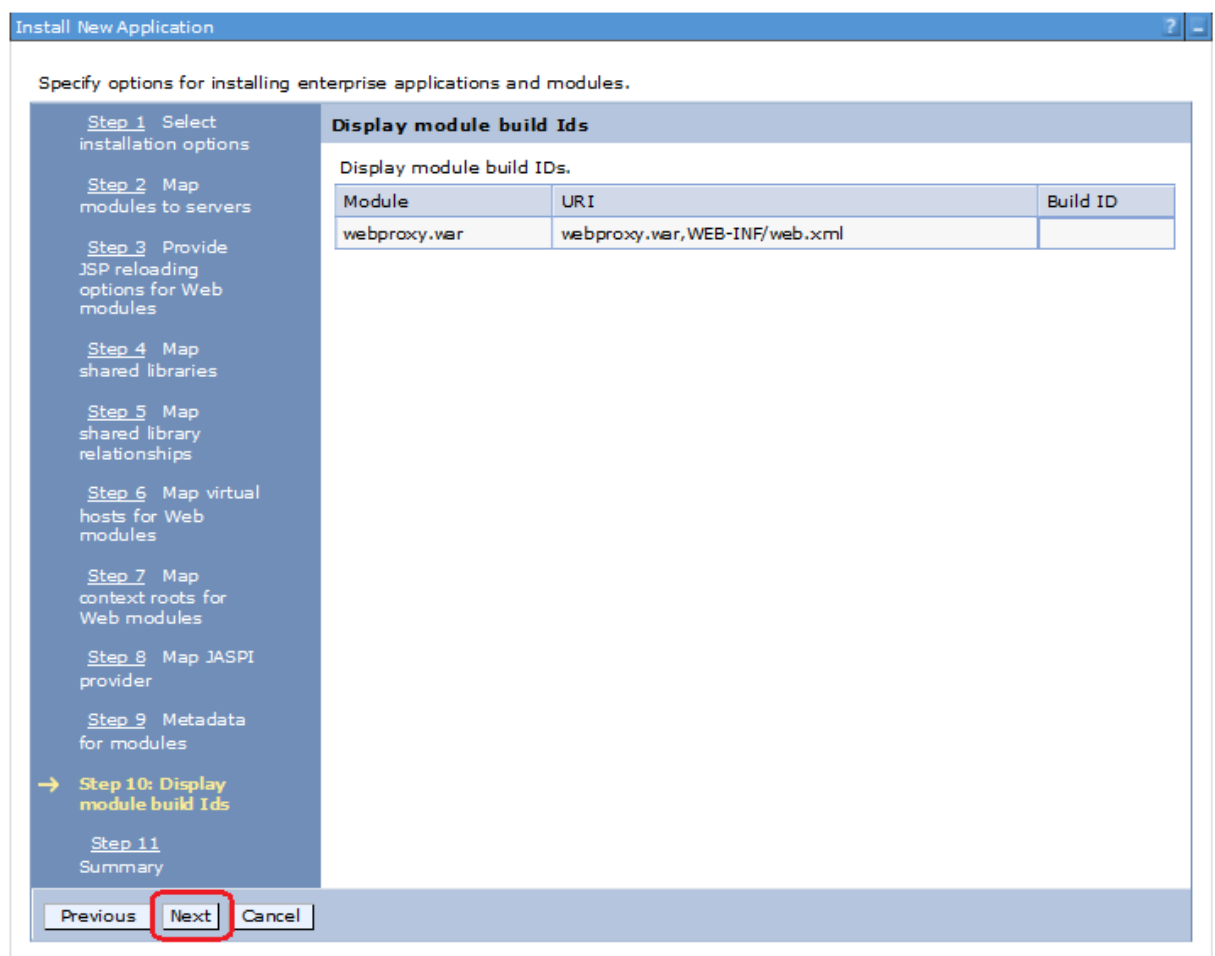 Install New Application
? -
Specify options for installing enterprise applications and modules.
Step 1 Select
installation options
Step 2 Map
modules to servers
Step 3 Provide
JSP reloading
options for Web
modules
Step 4 Map
shared libraries
Step 5 Map
shared library
relationships
Step 6 Map virtual
hosts for Web
modules
Step 7 Map
context roots for
Web modules
Step 8 Map JASPI
provider
Step 9 Metadata
for modules
→ Step 10: Display
module build Ids
Step 11
Summary
Display module build Ids
Display module build IDs.
Module URI Build ID
webproxy.war webproxy.war,WEB-INF/web.xml
Previous Next Cancel